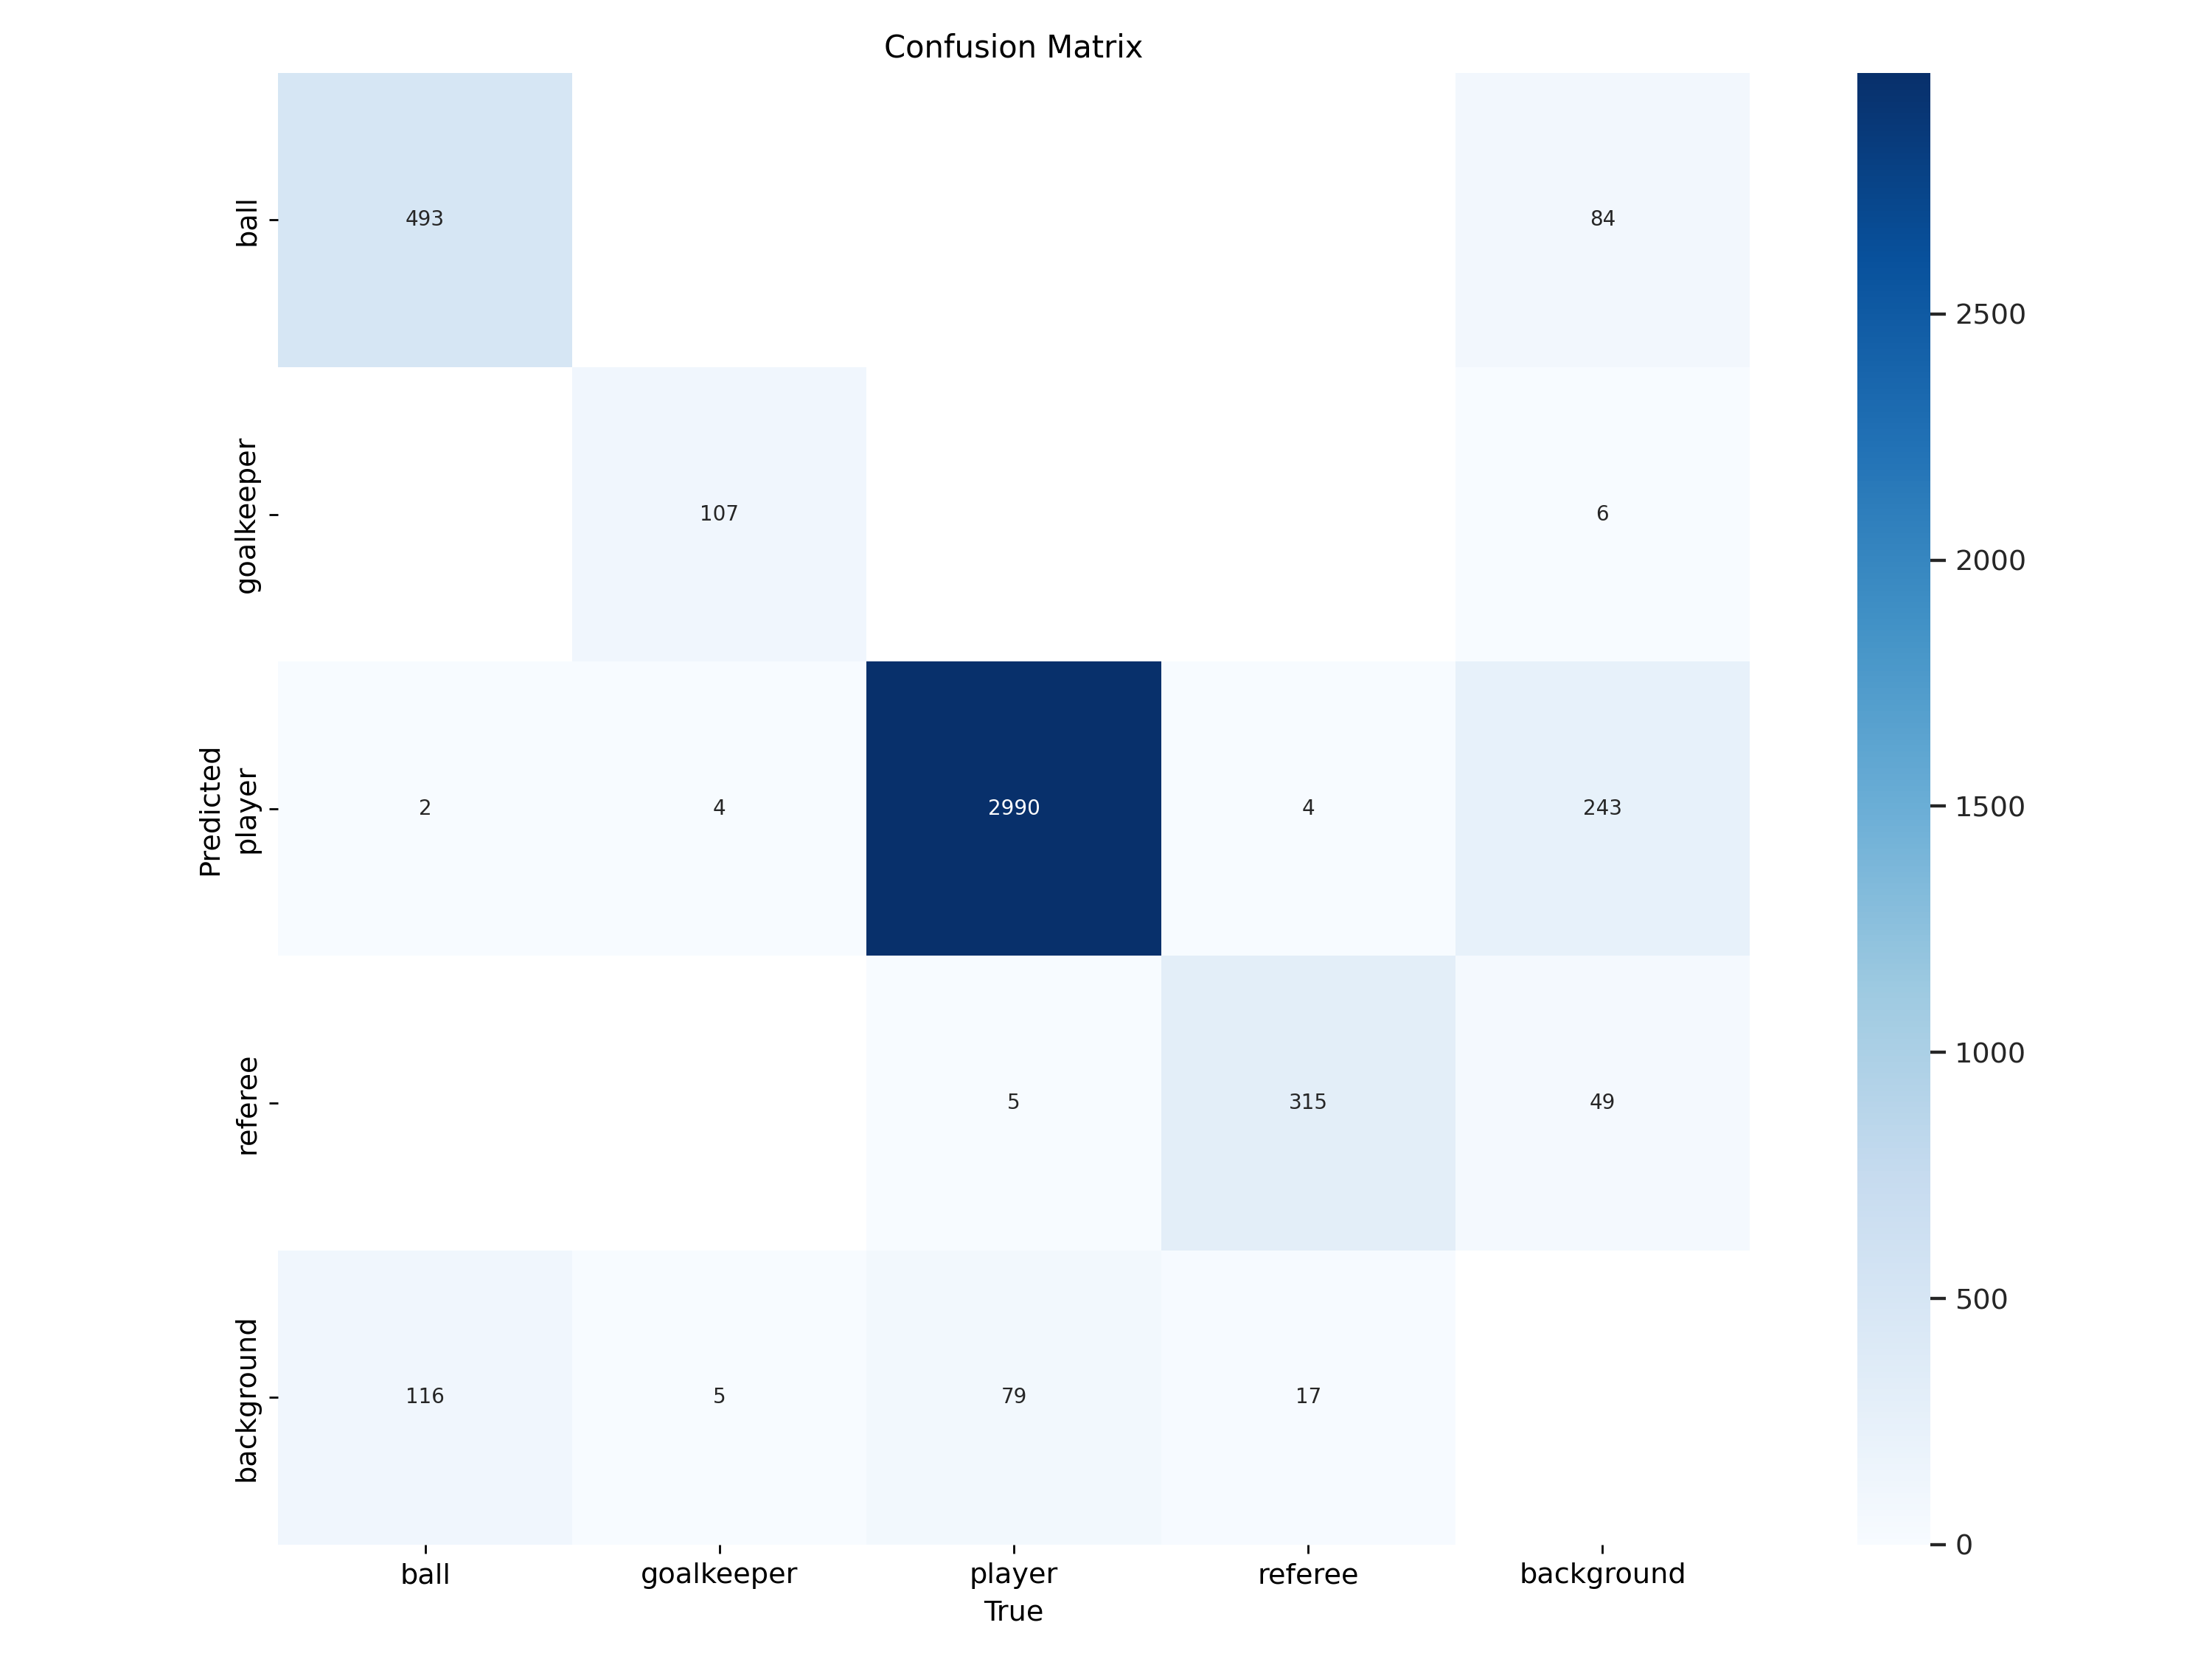 Confusion Matrix
ball
493
84
2500
goalkeeper
107
6
2000
Predicted
player
2
4
2990
4
243
1500
referee
5
315
49
1000
background
116
5
79
17
500
0
ball
goalkeeper
player
referee
background
True